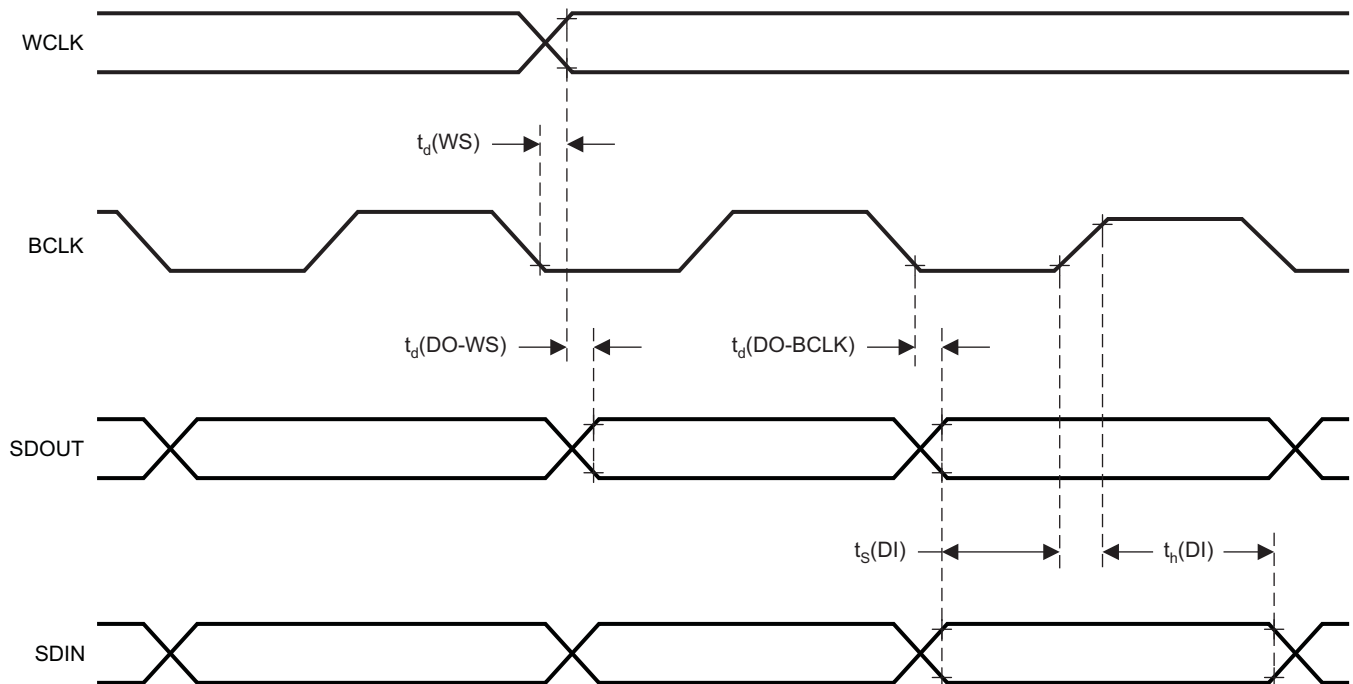 WCLK
td(WS)
BCLK
td(DO-WS) td(DO-BCLK)
SDOUT
tS(DI) th(DI)
SDIN